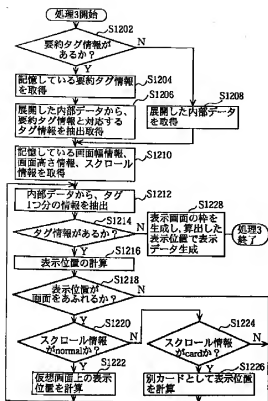 処理3開始
S1202
要約タグ情報
があるか?
N
Y
S1204
記憶している要約タグ情報
を取得
S1206
展開した内部データから、
要約タグ情報と対応する
タグ情報を抽出取得
S1208
展開した内部データ
を取得
S1210
記憶している画面幅情報、
画面高さ情報、スクロール
情報を取得
S1212
内部データから、タグ
1つ分の情報を抽出
S1214
タグ情報があるか?
N
Y
S1228
表示画面の枠を
生成し、算出した
表示位置で表示
データ生成
処理3
終了
S1216
表示位置の計算
S1218
表示位置が
画面をあふれるか?
N
Y
S1220
スクロール情報
がnormalか?
N
Y
S1222
仮想画面上の表示
位置を計算
S1224
スクロール情報
がcardか?
N
Y
S1226
別カードとして表示位置
を計算